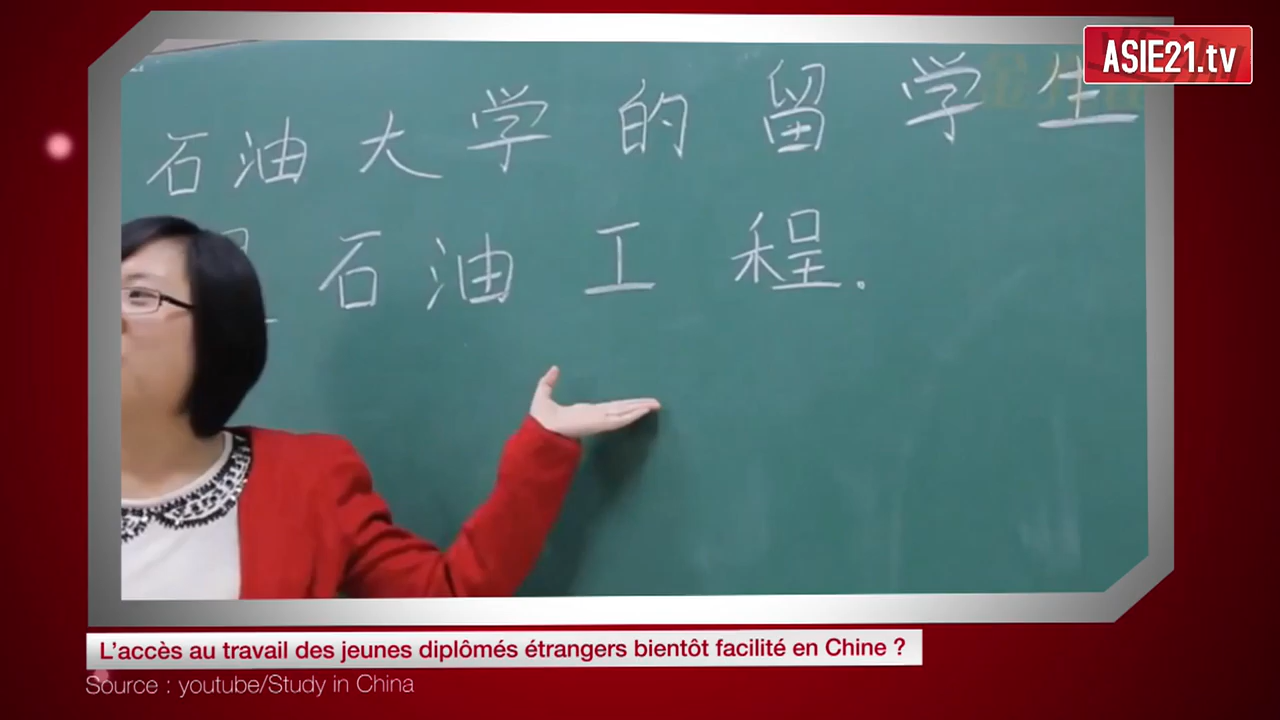 ASIE21.tv
石油大学的留学生
石油工程.
L'accès au travail des jeunes diplômés étrangers bientôt facilité en Chine ?
Source : youtube/Study in China